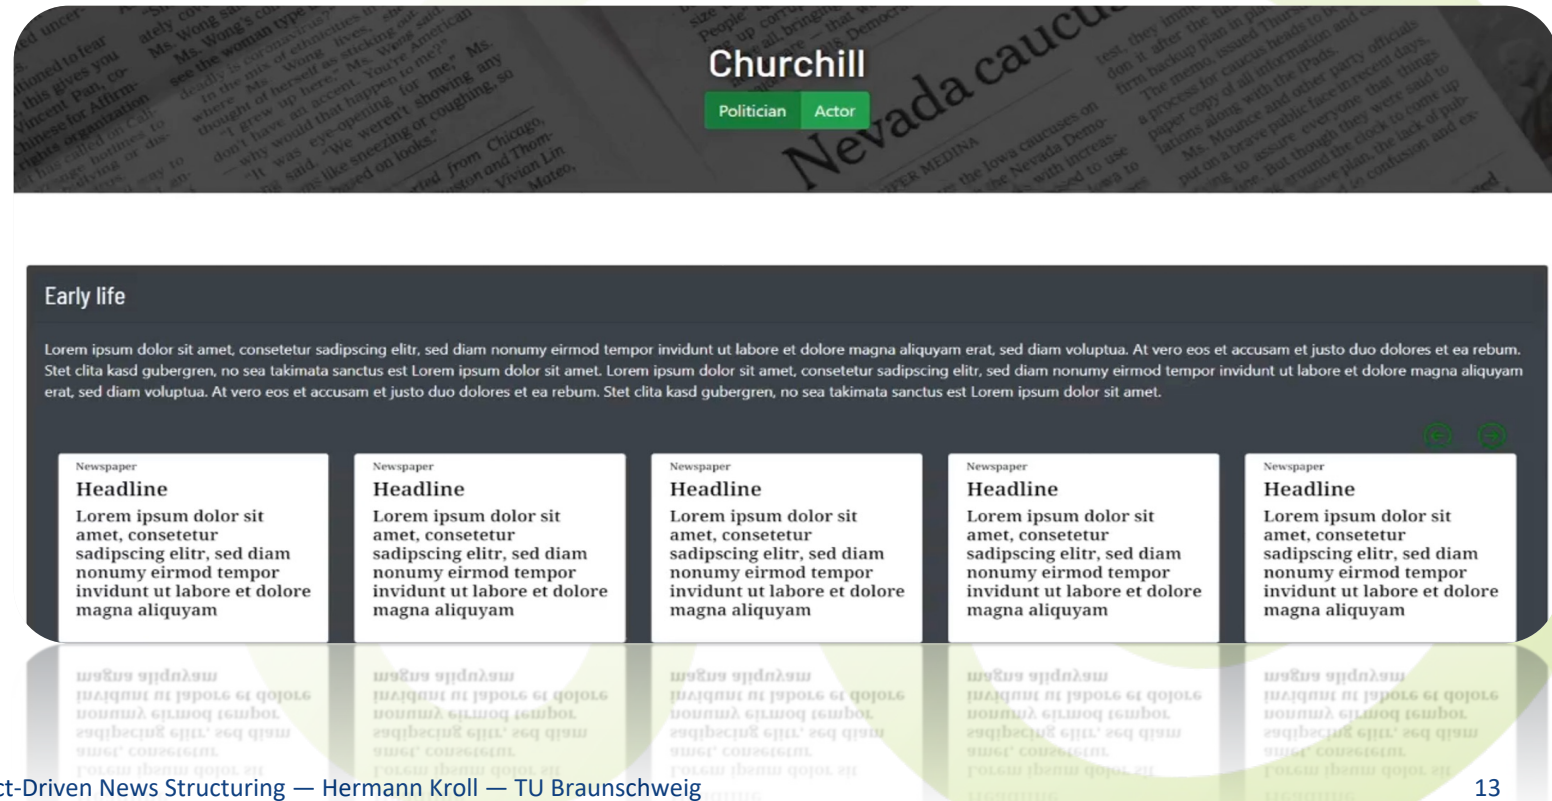 Churchill
Politician Actor
Nevada caucus
Early life
Lorem ipsum dolor sit amet, consetetur sadipscing elitr, sed diam nonumy eirmod tempor invidunt ut labore et dolore magna aliquyam erat, sed diam voluptua. At vero eos et accusam et justo duo dolores et ea rebum.
Stet clita kasd gubergren, no sea takimata sanctus est Lorem ipsum dolor sit amet. Lorem ipsum dolor sit amet, consetetur sadipscing elitr, sed diam nonumy eirmod tempor invidunt ut labore et dolore magna aliquyam
erat, sed diam voluptua. At vero eos et accusam et justo duo dolores et ea rebum. Stet clita kasd gubergren, no sea takimata sanctus est Lorem ipsum dolor sit amet.
Newspaper
Headline
Lorem ipsum dolor sit
amet, consetetur
sadipscing elitr, sed diam
nonumy eirmod tempor
invidunt ut labore et dolore
magna aliquyam
Newspaper
Headline
Lorem ipsum dolor sit
amet, consetetur
sadipscing elitr, sed diam
nonumy eirmod tempor
invidunt ut labore et dolore
magna aliquyam
Newspaper
Headline
Lorem ipsum dolor sit
amet, consetetur
sadipscing elitr, sed diam
nonumy eirmod tempor
invidunt ut labore et dolore
magna aliquyam
Newspaper
Headline
Lorem ipsum dolor sit
amet, consetetur
sadipscing elitr, sed diam
nonumy eirmod tempor
invidunt ut labore et dolore
magna aliquyam
Newspaper
Headline
Lorem ipsum dolor sit
amet, consetetur
sadipscing elitr, sed diam
nonumy eirmod tempor
invidunt ut labore et dolore
magna aliquyam
ct-Driven News Structuring — Hermann Kroll — TU Braunschweig
13